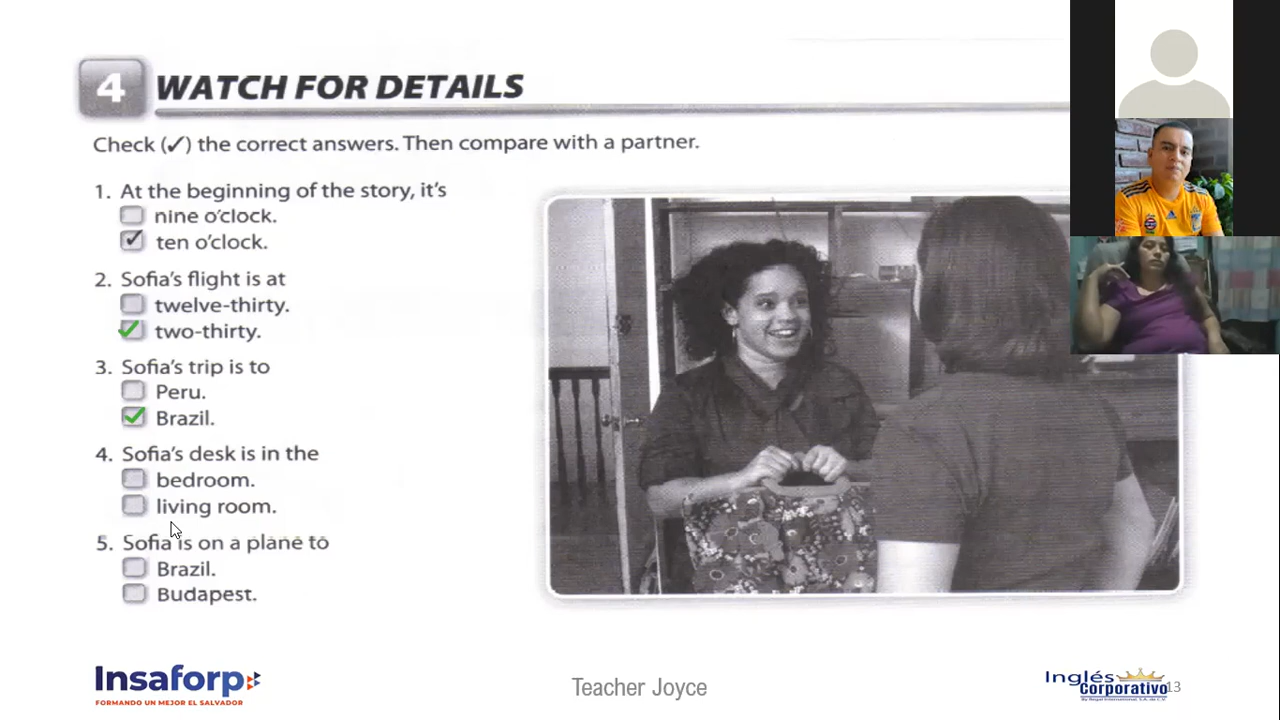 4 WATCH FOR DETAILS
Check (✓) the correct answers. Then compare with a partner.
1. At the beginning of the story, it's
nine o'clock.
ten o'clock.
2. Sofia's flight is at
twelve-thirty.
two-thirty.
3. Sofia's trip is to
Peru.
Brazil.
4. Sofia's desk is in the
bedroom.
living room.
5. Sofia is on a plane to
Brazil.
Budapest.
Insaforp
FORMANDO UN MEJOR EL SALVADOR
Teacher Joyce
Inglés
Corporativo
13